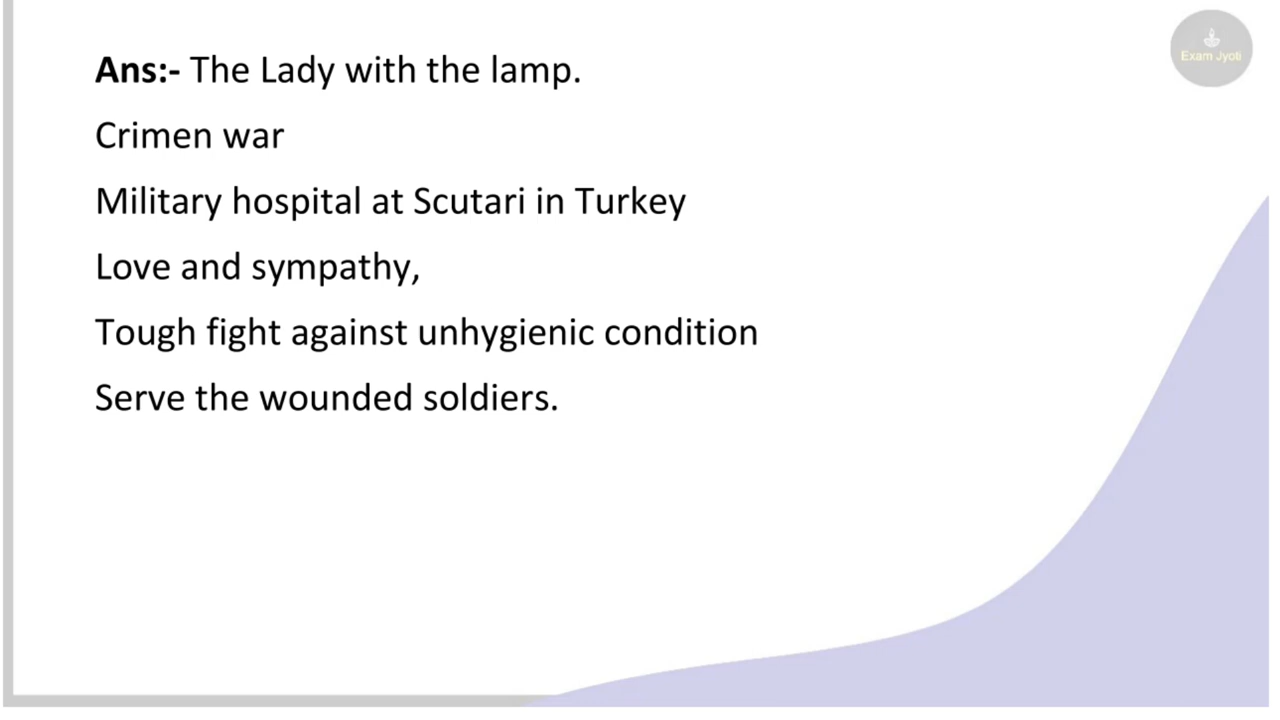 Exam Jyoti
Ans:- The Lady with the lamp.
Crimen war
Military hospital at Scutari in Turkey
Love and sympathy,
Tough fight against unhygienic condition
Serve the wounded soldiers.